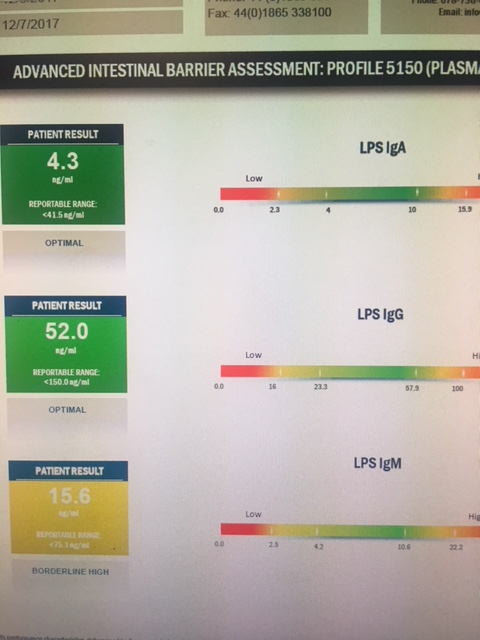 12/7/2017
Fax: 44(0)1865 338100
Email: info
ADVANCED INTESTINAL BARRIER ASSESSMENT: PROFILE 5150 (PLASMA
PATIENT RESULT
4.3
ng/ml
REPORTABLE RANGE:
<41.5 ng/ml
OPTIMAL
LPS IgA
Low
0.0 2.3 4 10 15.9
PATIENT RESULT
52.0
ng/ml
REPORTABLE RANGE:
<150.0 ng/ml
OPTIMAL
LPS IgG
Low Hi
0.0 16 23.3 57.9 100
PATIENT RESULT
15.6
ng/ml
REPORTABLE RANGE:
<75.1 ng/ml
BORDERLINE HIGH
LPS IgM
Low Hig
0.0 2.5 4.2 10.6 22.2